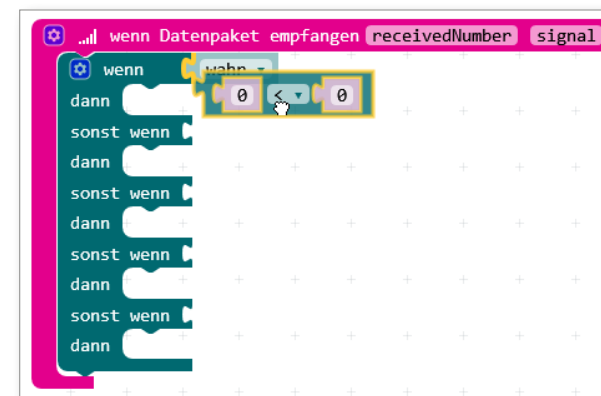 wenn Datenpaket empfangen receivedNumber signal
wenn wahr
dann 0 < 0
sonst wenn
dann
sonst wenn
dann
sonst wenn
dann
sonst wenn
dann